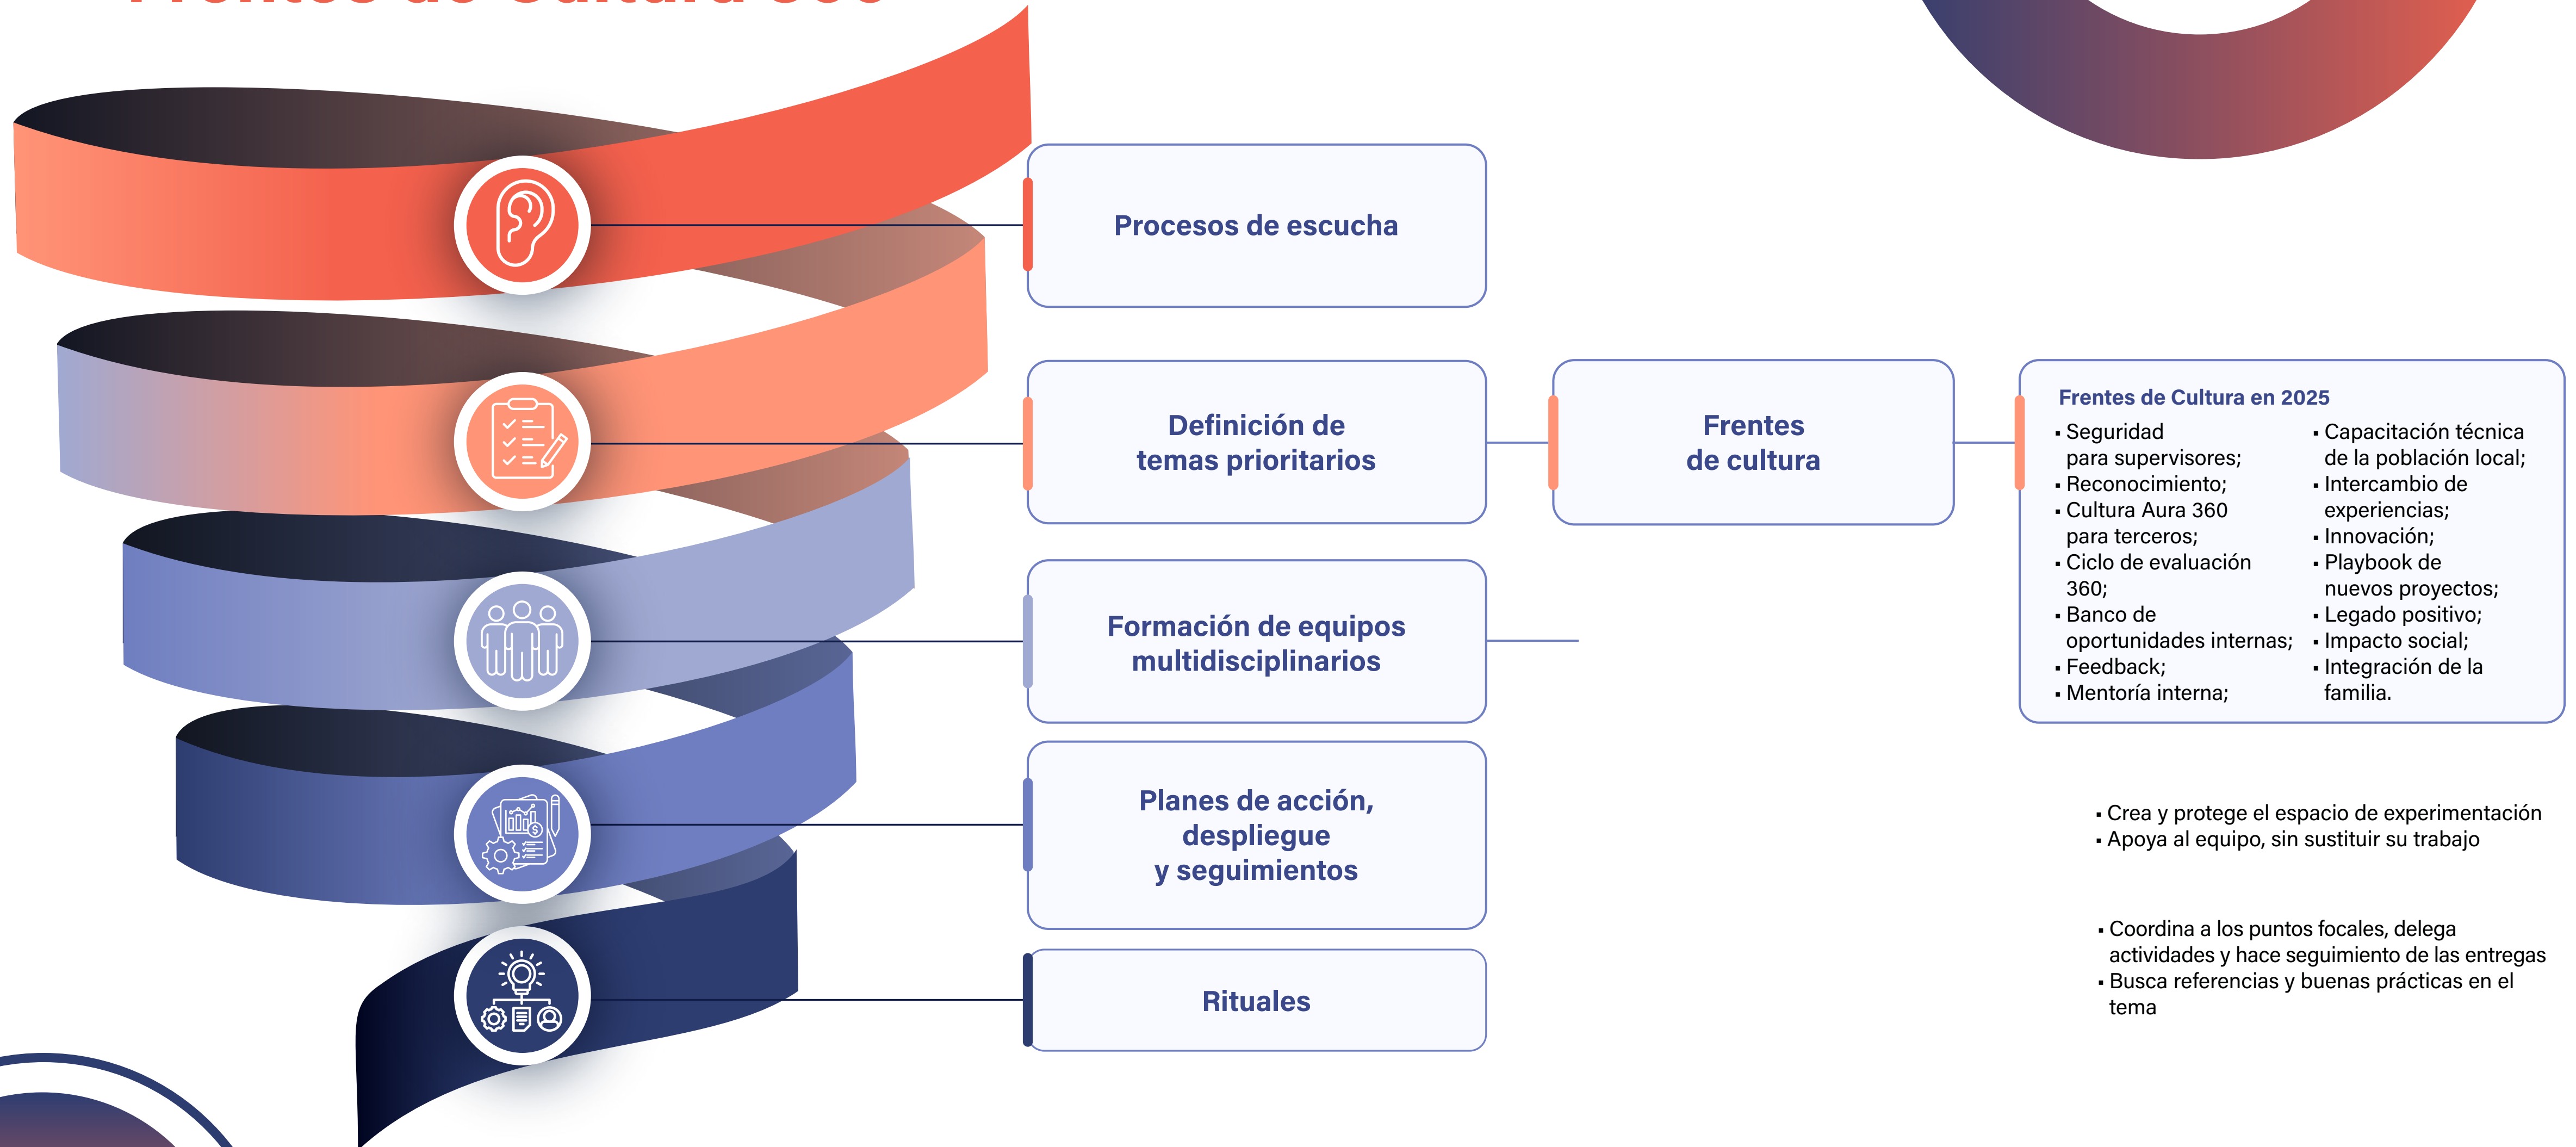 Procesos de escucha
Definición de
temas prioritarios
Frentes
de cultura
Frentes de Cultura en 2025
▪ Seguridad
para supervisores;
▪ Reconocimiento;
▪ Cultura Aura 360
para terceros;
▪ Ciclo de evaluación
360;
▪ Banco de
oportunidades internas;
▪ Feedback;
▪ Mentoría interna;
▪ Capacitación técnica
de la población local;
▪ Intercambio de
experiencias;
▪ Innovación;
▪ Playbook de
nuevos proyectos;
▪ Legado positivo;
▪ Impacto social;
▪ Integración de la
familia.
Formación de equipos
multidisciplinarios
Planes de acción,
despliegue
y seguimientos
▪ Crea y protege el espacio de experimentación
▪ Apoya al equipo, sin sustituir su trabajo
▪ Coordina a los puntos focales, delega
actividades y hace seguimiento de las entregas
▪ Busca referencias y buenas prácticas en el
tema
Rituales